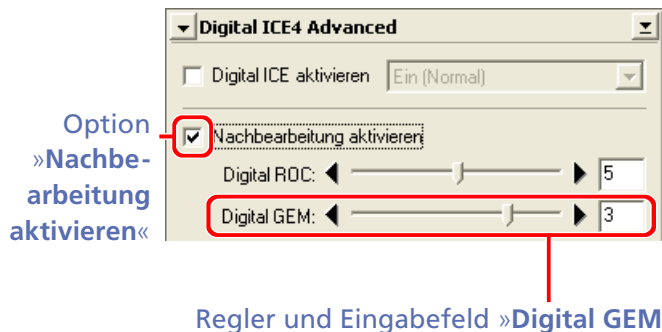 Digital ICE4 Advanced
Digital ICE aktivieren Ein (Normal)
Option
»Nachbe-
arbeitung
aktivieren«
Nachbearbeitung aktivieren
Digital ROC: 5
Digital GEM: 3
Regler und Eingabefeld »Digital GEM